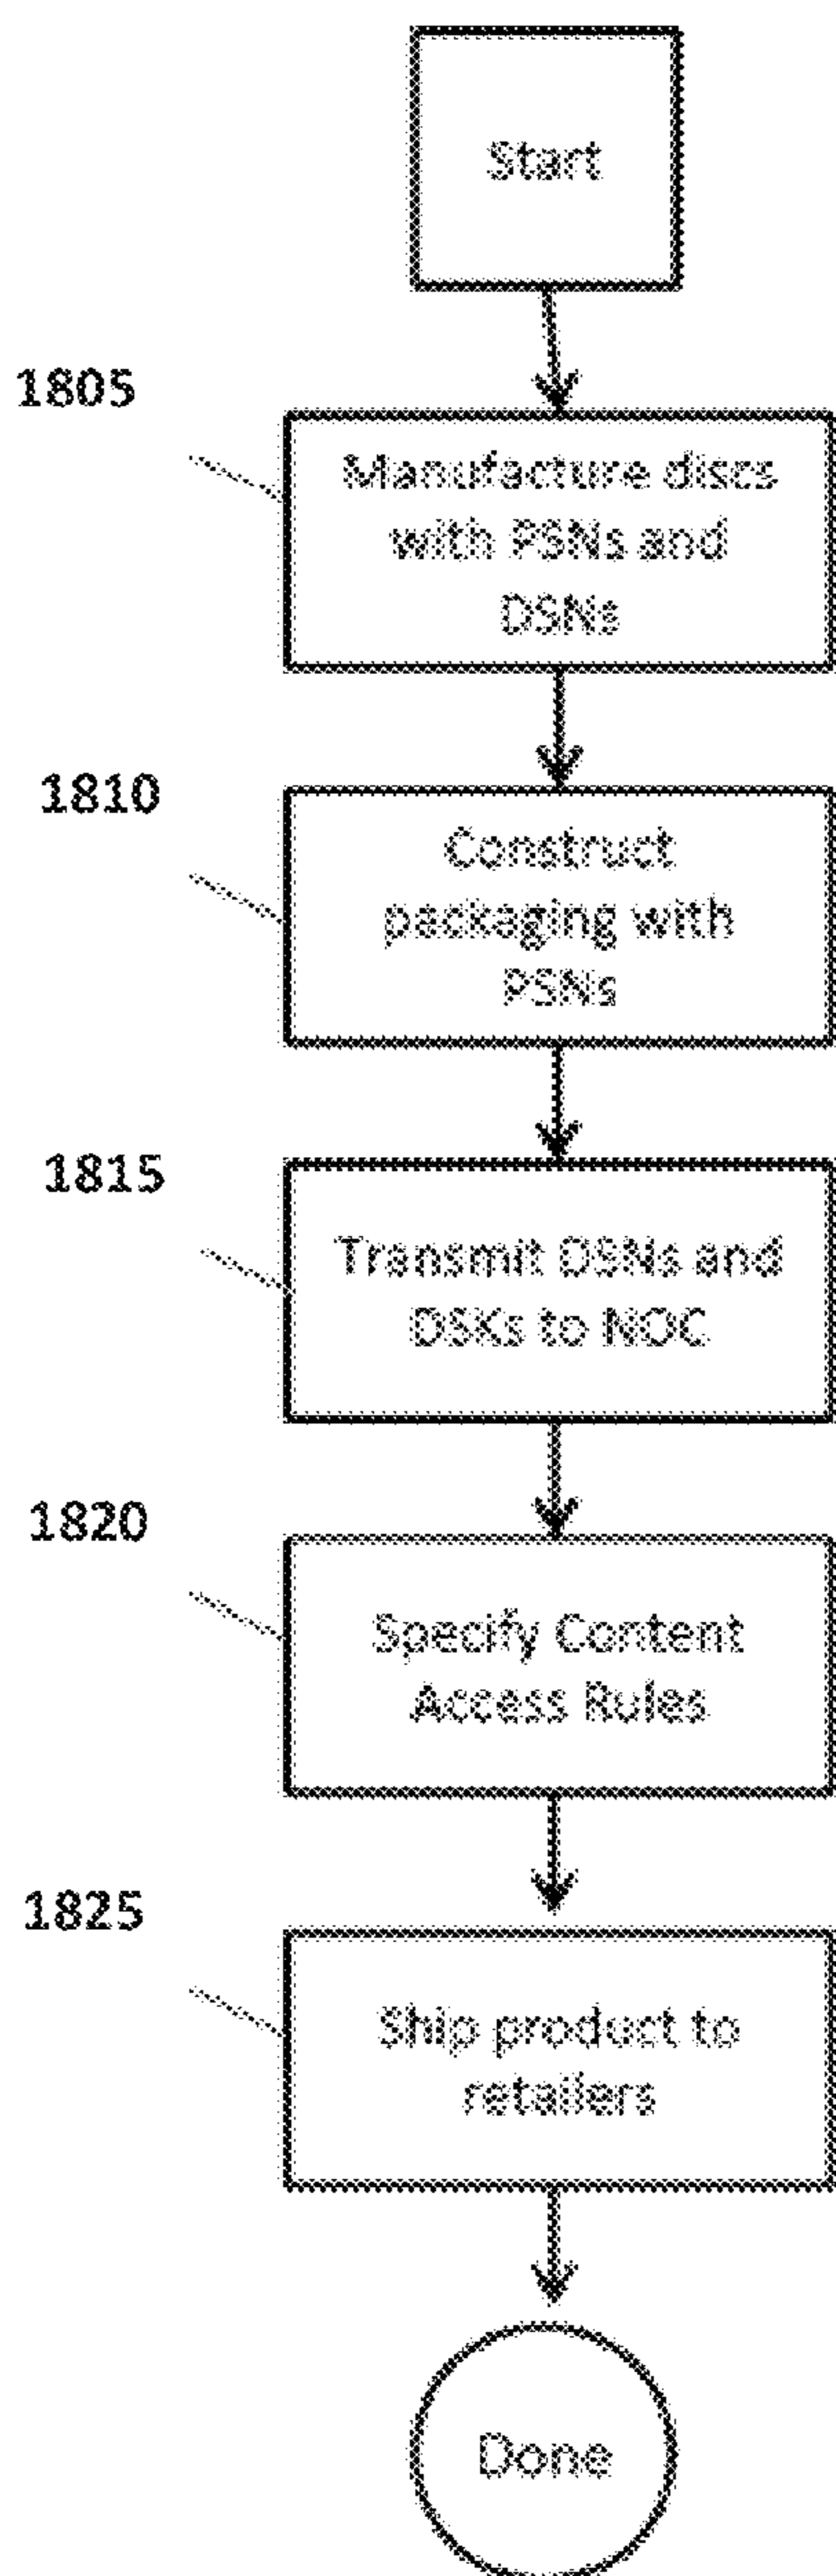 Start
1805
Manufacture discs
with PSNs and
DSNs
1810
Construct
packaging with
PSNs
1815
Transmit DSNs and
DSKs to NOC
1820
Specify Content
Access Rules
1825
Ship product to
retailers
Done